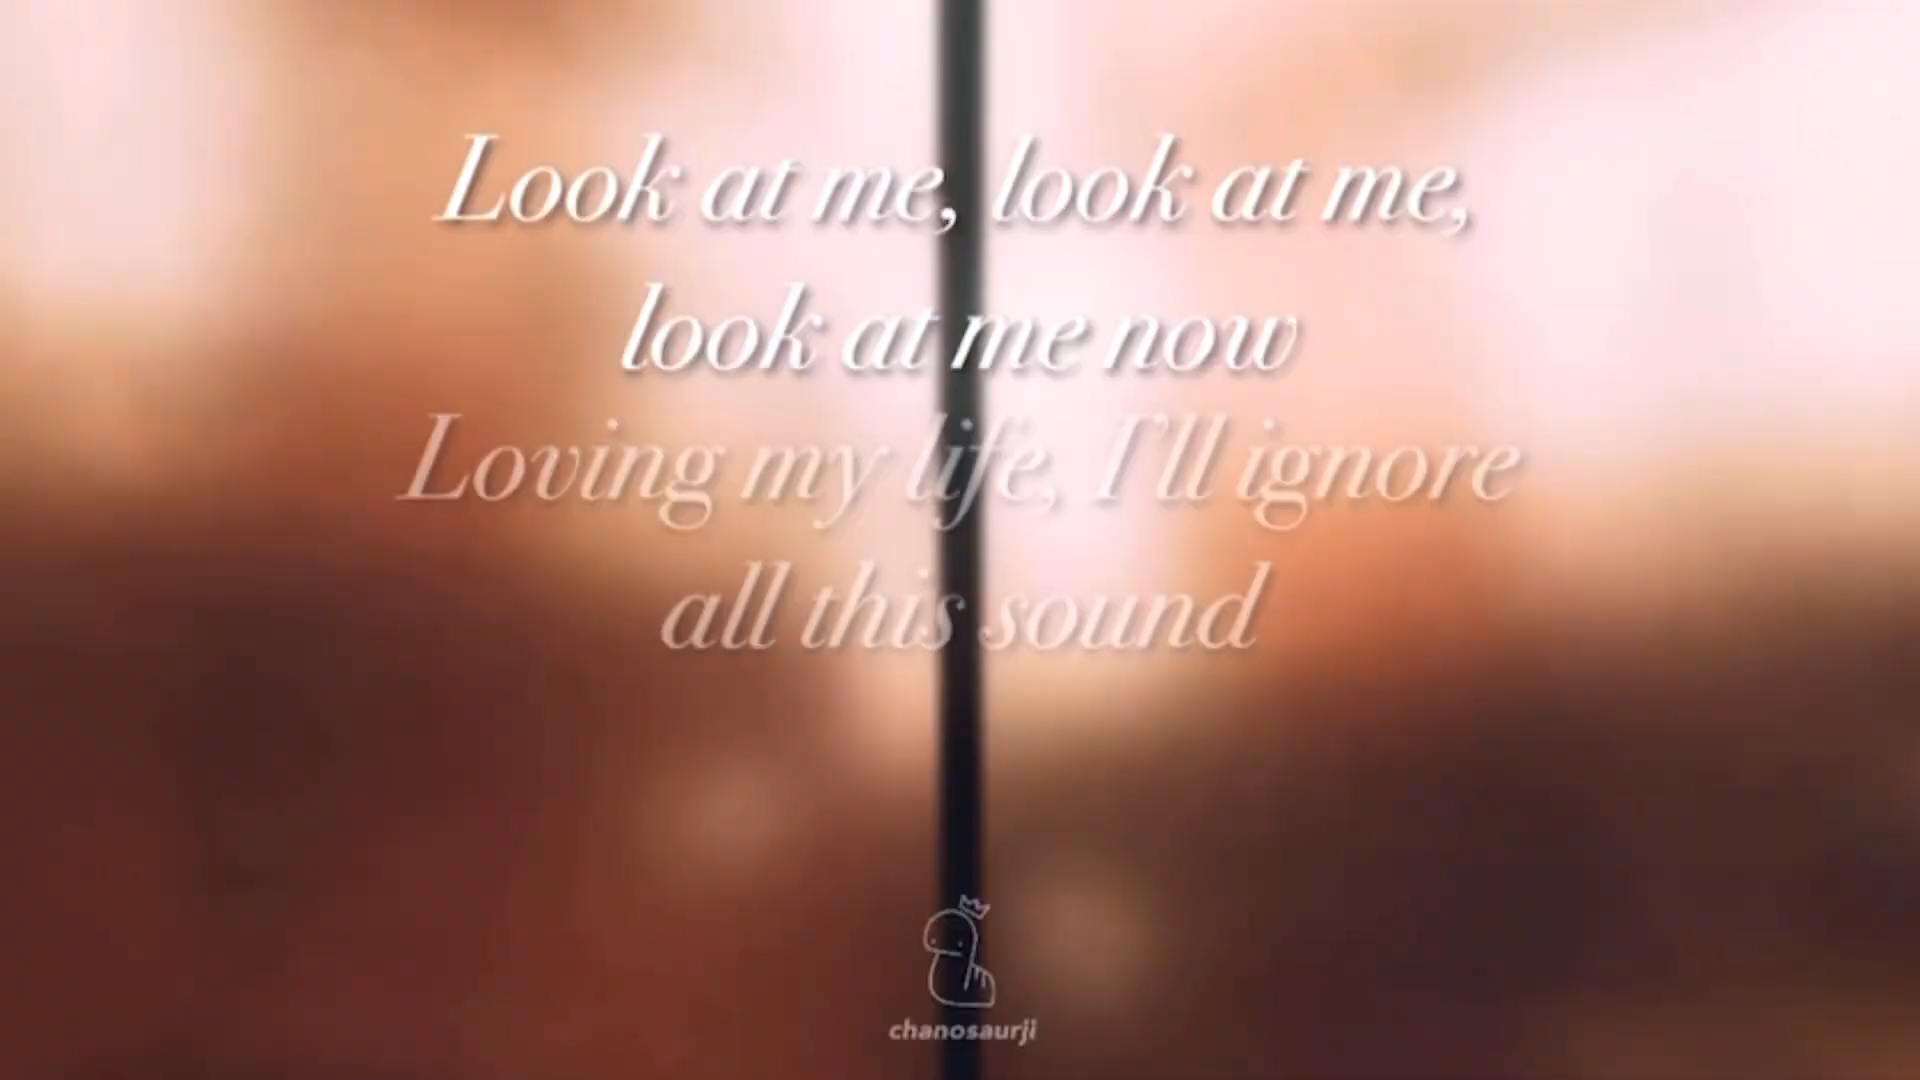 Look at me, look at me,
look at me now
Loving my life, I'll ignore
all this sound
chanosaurji